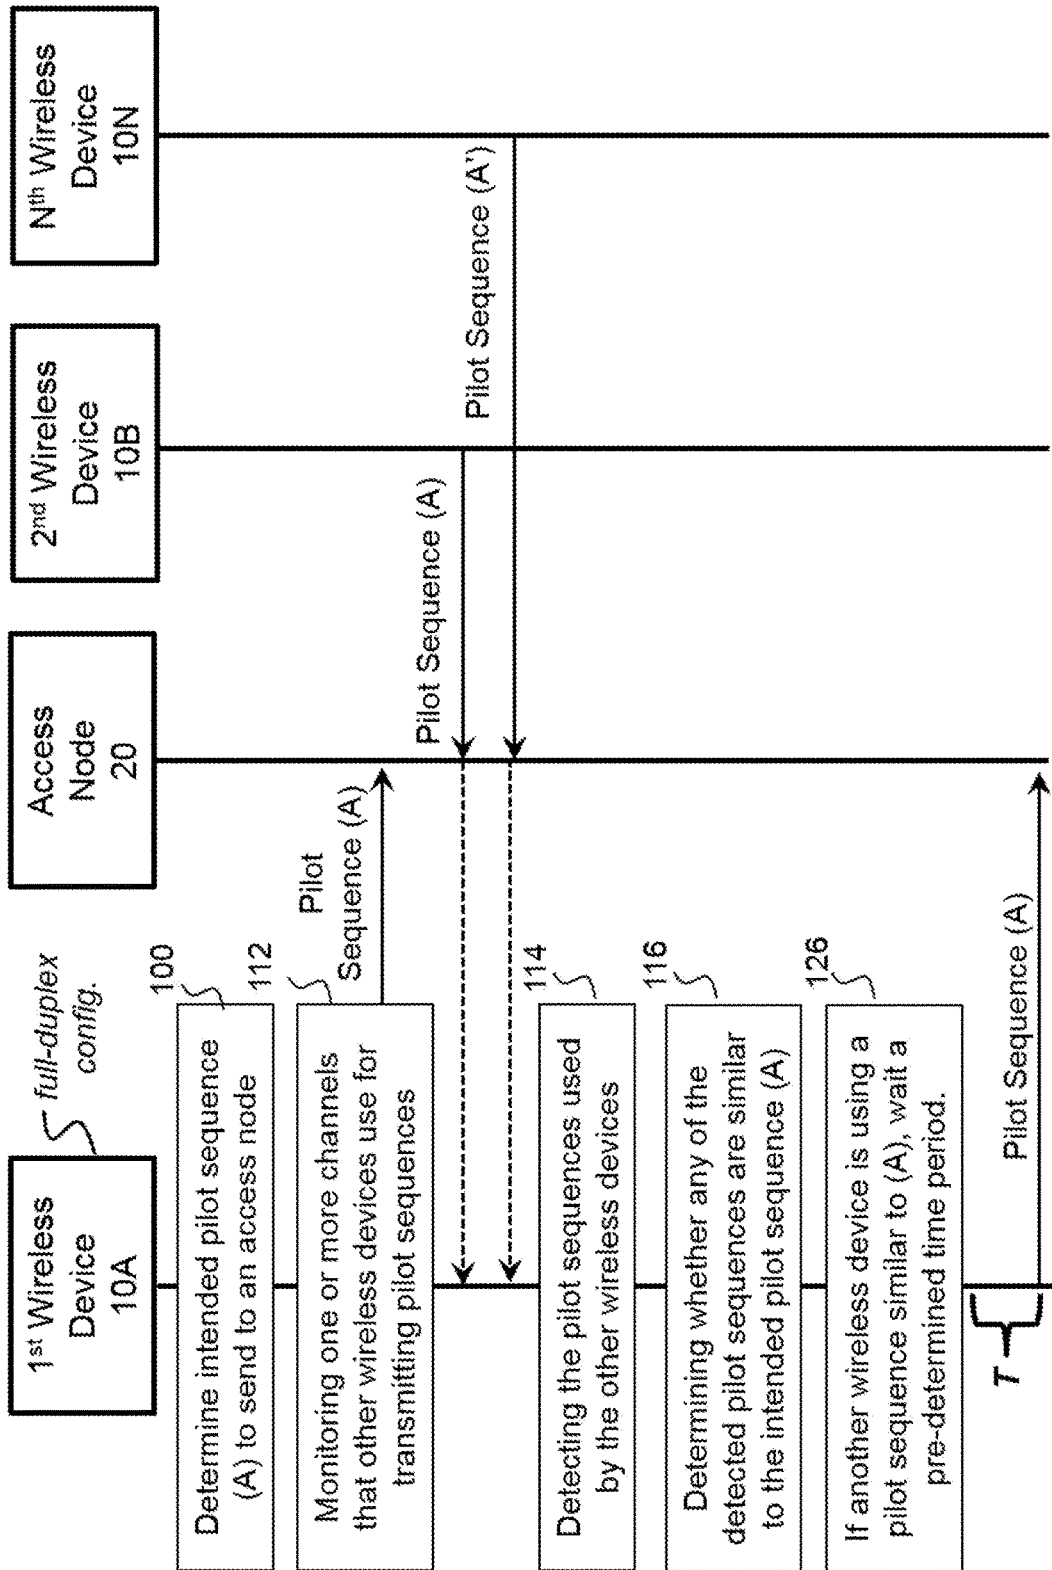 1st Wireless
Device
10A
full-duplex
config.
Access
Node
20
2nd Wireless
Device
10B
Nth Wireless
Device
10N
100
Determine intended pilot sequence
(A) to send to an access node
112
Monitoring one or more channels
that other wireless devices use for
transmitting pilot sequences
Pilot
Sequence (A)
Pilot Sequence (A)
Pilot Sequence (A')
114
Detecting the pilot sequences used
by the other wireless devices
116
Determining whether any of the
detected pilot sequences are similar
to the intended pilot sequence (A)
126
If another wireless device is using a
pilot sequence similar to (A), wait a
pre-determined time period.
T
Pilot Sequence (A)